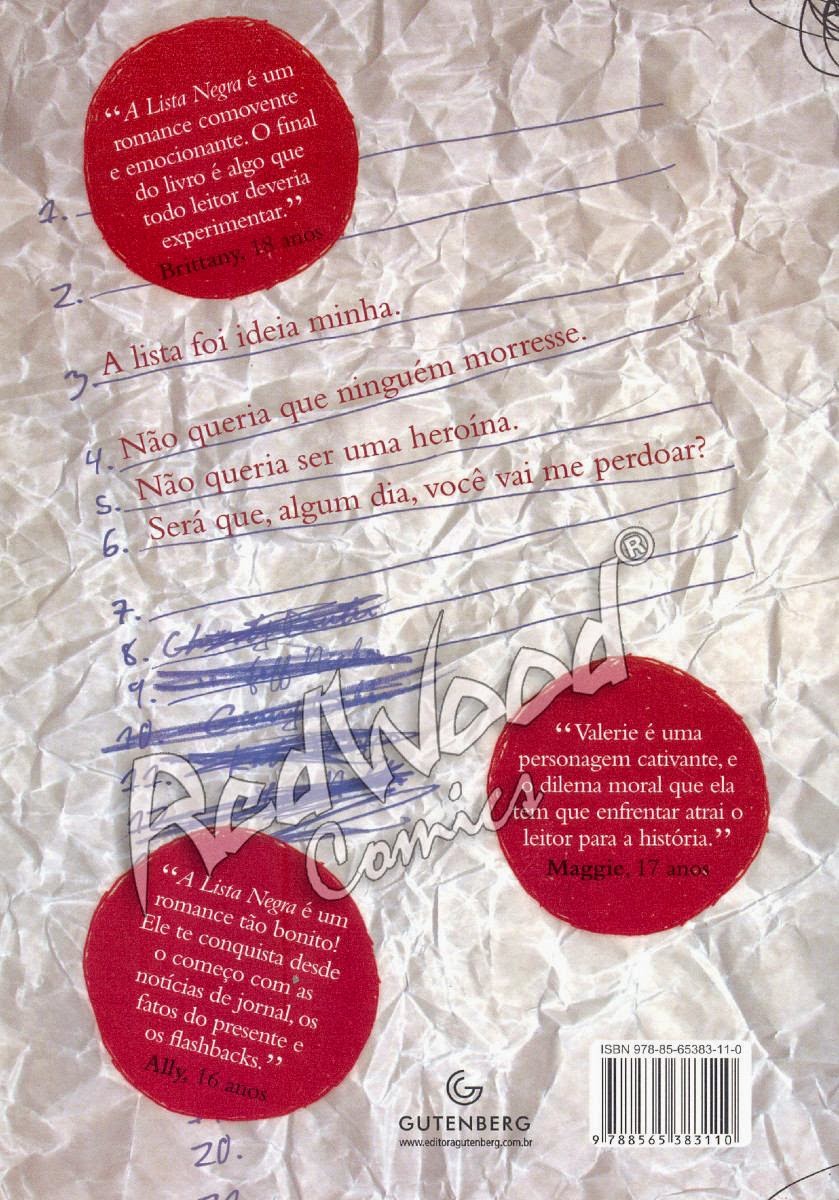 “A Lista Negra é um
romance comovente
e emocionante. O final
do livro é algo que
todo leitor deveria
experimentar.”
Brittany, 18 anos
1.
2.
3. A lista foi ideia minha.
4. Não queria que ninguém morresse.
5. Não queria ser uma heroína.
6. Será que, algum dia, você vai me perdoar?
7.
8.
9.
10.
11.
RedWood®
Comics
“Valerie é uma
personagem cativante, e
o dilema moral que ela
tem que enfrentar atrai o
leitor para a história.”
Maggie, 17 anos
“A Lista Negra é um
romance tão bonito!
Ele te conquista desde
o começo com as
notícias de jornal, os
fatos do presente e
os flashbacks.”
Ally, 16 anos
20.
GUTENBERG
www.editoragutenberg.com.br
ISBN 978-85-65383-11-0
9 788565 383110